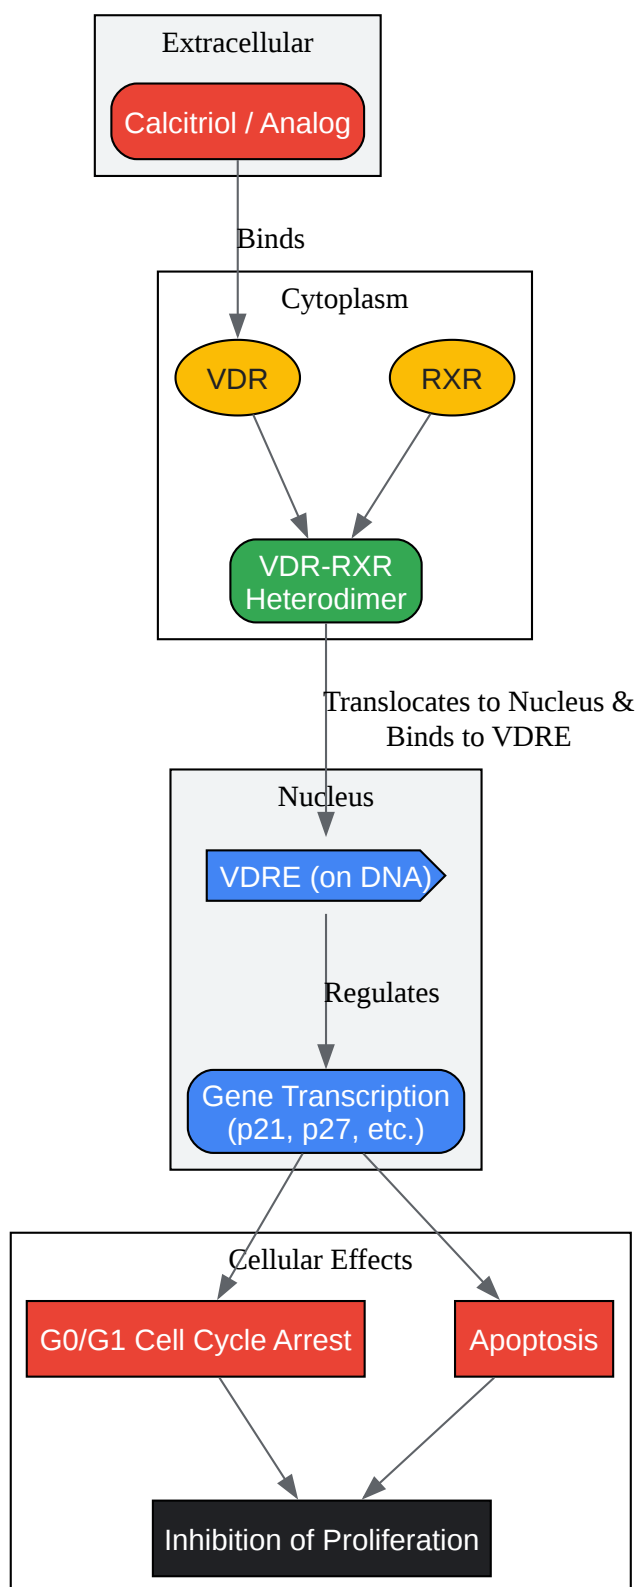 Extracellular
Calcitriol / Analog
Binds
Cytoplasm
VDR
RXR
VDR-RXR
Heterodimer
Translocates to Nucleus &
Binds to VDRE
Nucleus
VDRE (on DNA)
Regulates
Gene Transcription
(p21, p27, etc.)
Cellular Effects
G0/G1 Cell Cycle Arrest
Apoptosis
Inhibition of Proliferation